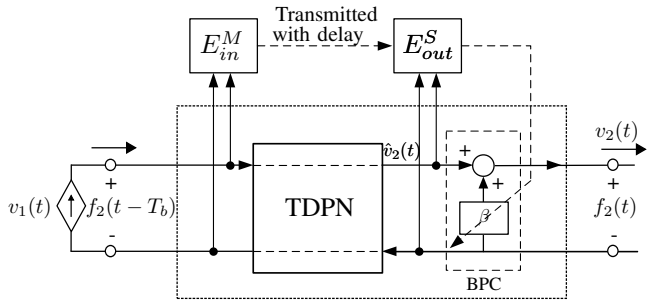 Transmitted
with delay
$E_{in}^{M}$
$E_{out}^{S}$
$\hat{v}_2(t)$
$v_2(t)$
+
+
+
+
$v_1(t)$
$f_2(t - T_b)$
TDPN
$\beta$
$f_2(t)$
-
-
BPC